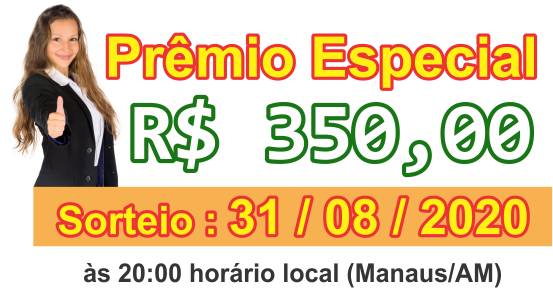 Prêmio Especial
R$ 350,00
Sorteio : 31 / 08 / 2020
às 20:00 horário local (Manaus/AM)